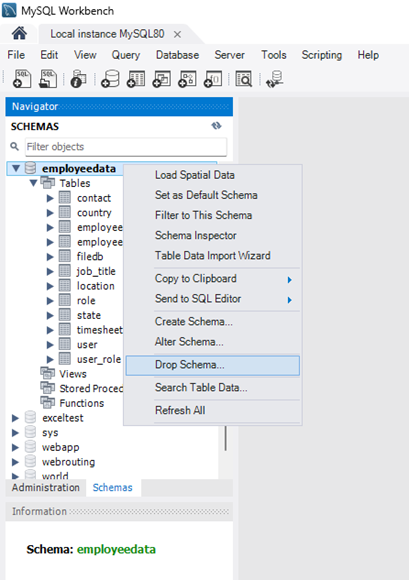 MySQL Workbench
Local instance MySQL80
File Edit View Query Database Server Tools Scripting Help
Navigator
SCHEMAS
Filter objects
employeedata
Tables
contact
country
employee
employee
filedb
job_title
location
role
state
timesheet
user
user_role
Views
Stored Proced
Functions
exceltest
sys
webapp
webrouting
world
Load Spatial Data
Set as Default Schema
Filter to This Schema
Schema Inspector
Table Data Import Wizard
Copy to Clipboard
Send to SQL Editor
Create Schema...
Alter Schema...
Drop Schema...
Search Table Data...
Refresh All
Administration Schemas
Information
Schema: employeedata